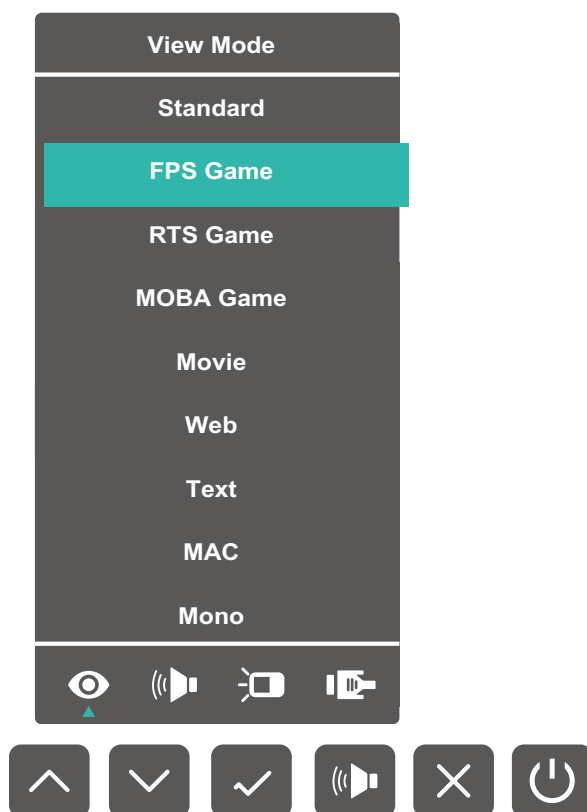 View Mode
Standard
FPS Game
RTS Game
MOBA Game
Movie
Web
Text
MAC
Mono